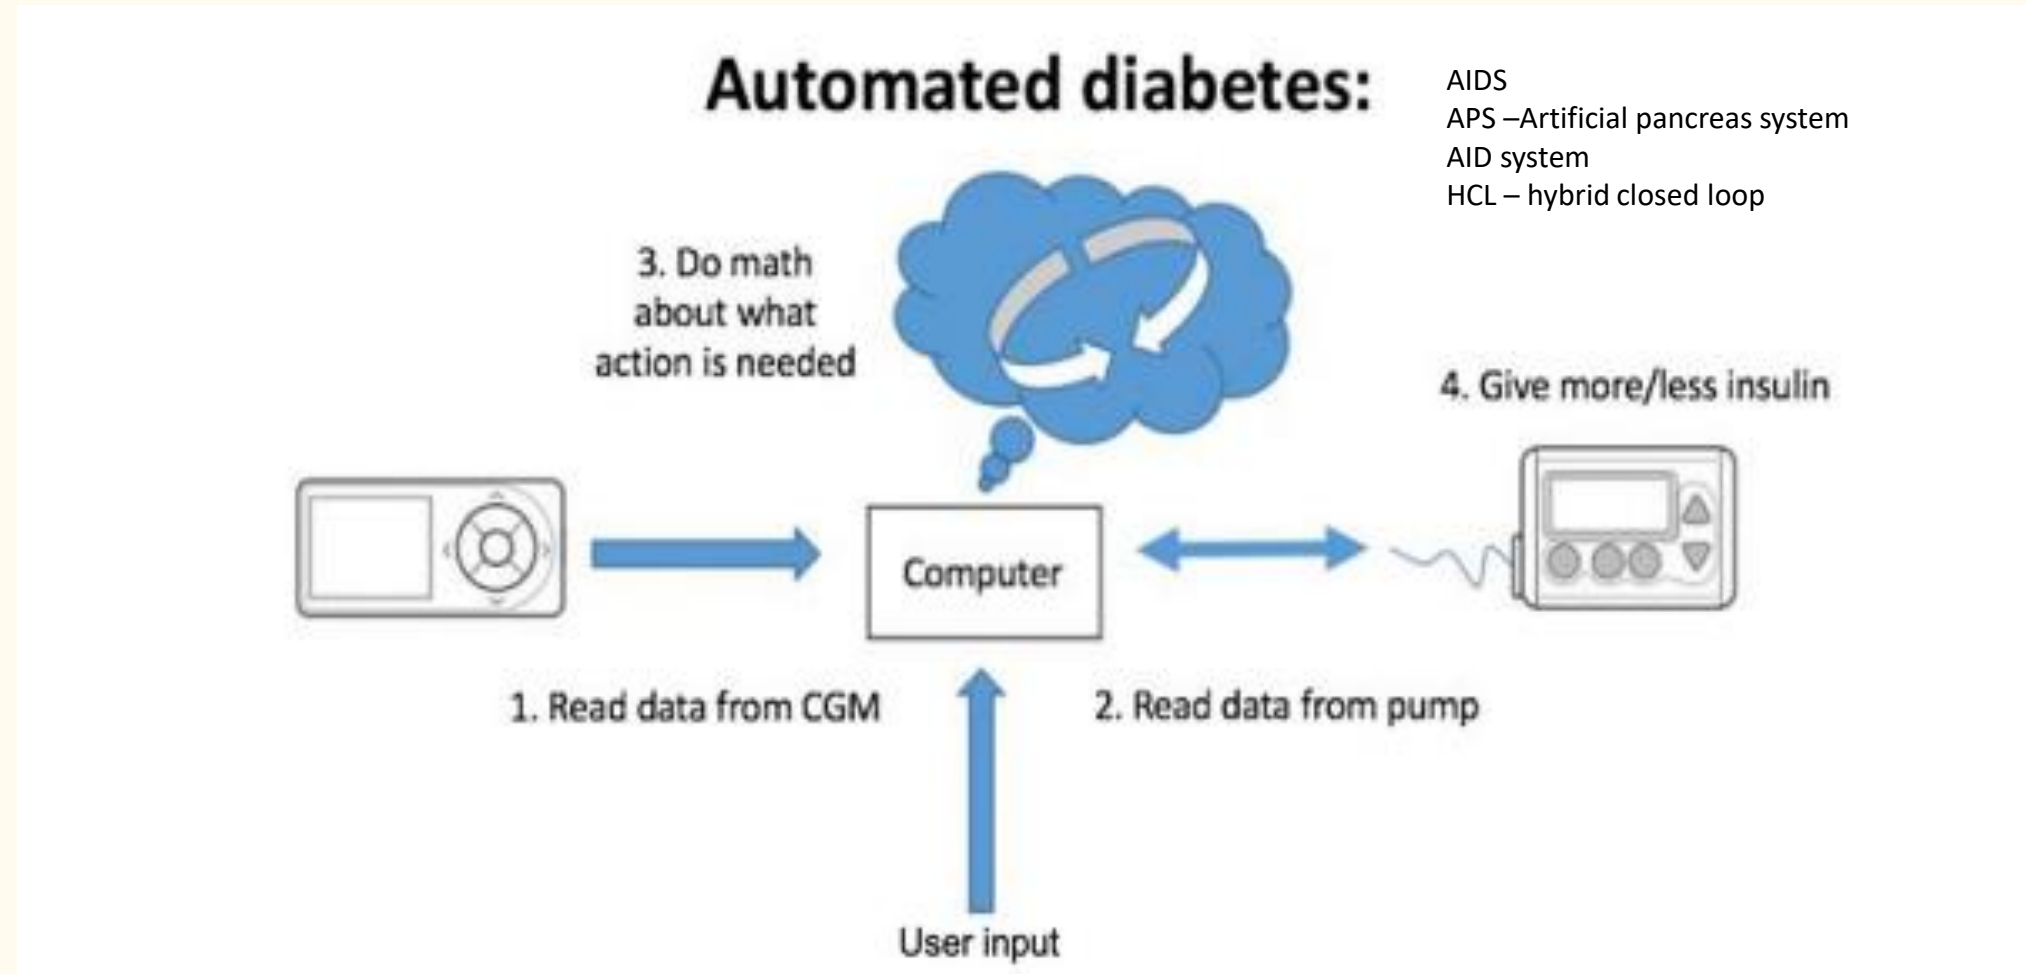 Automated diabetes:
AIDS
APS –Artificial pancreas system
AID system
HCL – hybrid closed loop
3. Do math
about what
action is needed
4. Give more/less insulin
Computer
1. Read data from CGM
2. Read data from pump
User input